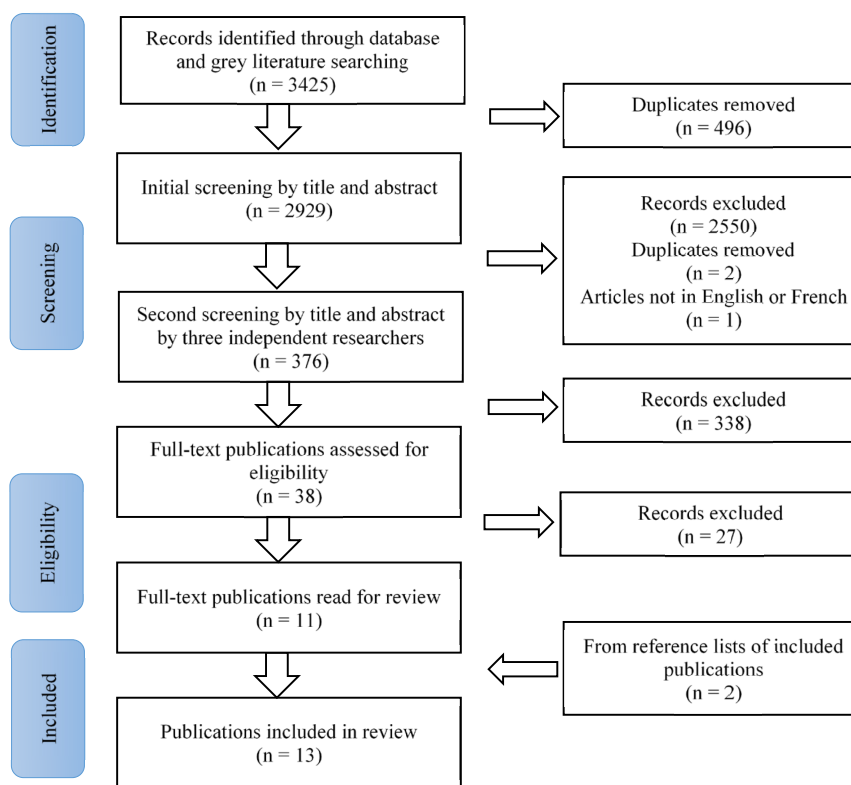 Identification
Records identified through database
and grey literature searching
(n = 3425)
Duplicates removed
(n = 496)
Screening
Initial screening by title and abstract
(n = 2929)
Records excluded
(n = 2550)
Duplicates removed
(n = 2)
Articles not in English or French
(n = 1)
Second screening by title and abstract
by three independent researchers
(n = 376)
Records excluded
(n = 338)
Eligibility
Full-text publications assessed for
eligibility
(n = 38)
Records excluded
(n = 27)
Full-text publications read for review
(n = 11)
Included
From reference lists of included
publications
(n = 2)
Publications included in review
(n = 13)